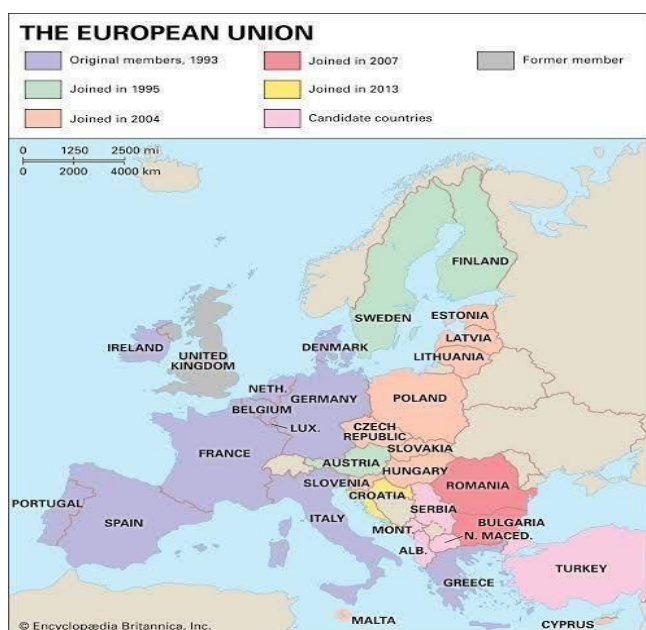 THE EUROPEAN UNION
Original members, 1993
Joined in 2007
Former member
Joined in 1995
Joined in 2013
Joined in 2004
Candidate countries
0 1250 2500 mi
0 2000 4000 km
FINLAND
SWEDEN
ESTONIA
LATVIA
LITHUANIA
IRELAND
UNITED
KINGDOM
DENMARK
NETH.
GERMANY
POLAND
BELGIUM
LUX.
CZECH
REPUBLIC
SLOVAKIA
FRANCE
AUSTRIA
HUNGARY
SLOVENIA
CROATIA
ROMANIA
SERBIA
PORTUGAL
SPAIN
ITALY
MONT.
BULGARIA
N. MACED.
ALB.
TURKEY
GREECE
MALTA
CYPRUS
© Encyclopædia Britannica, Inc.